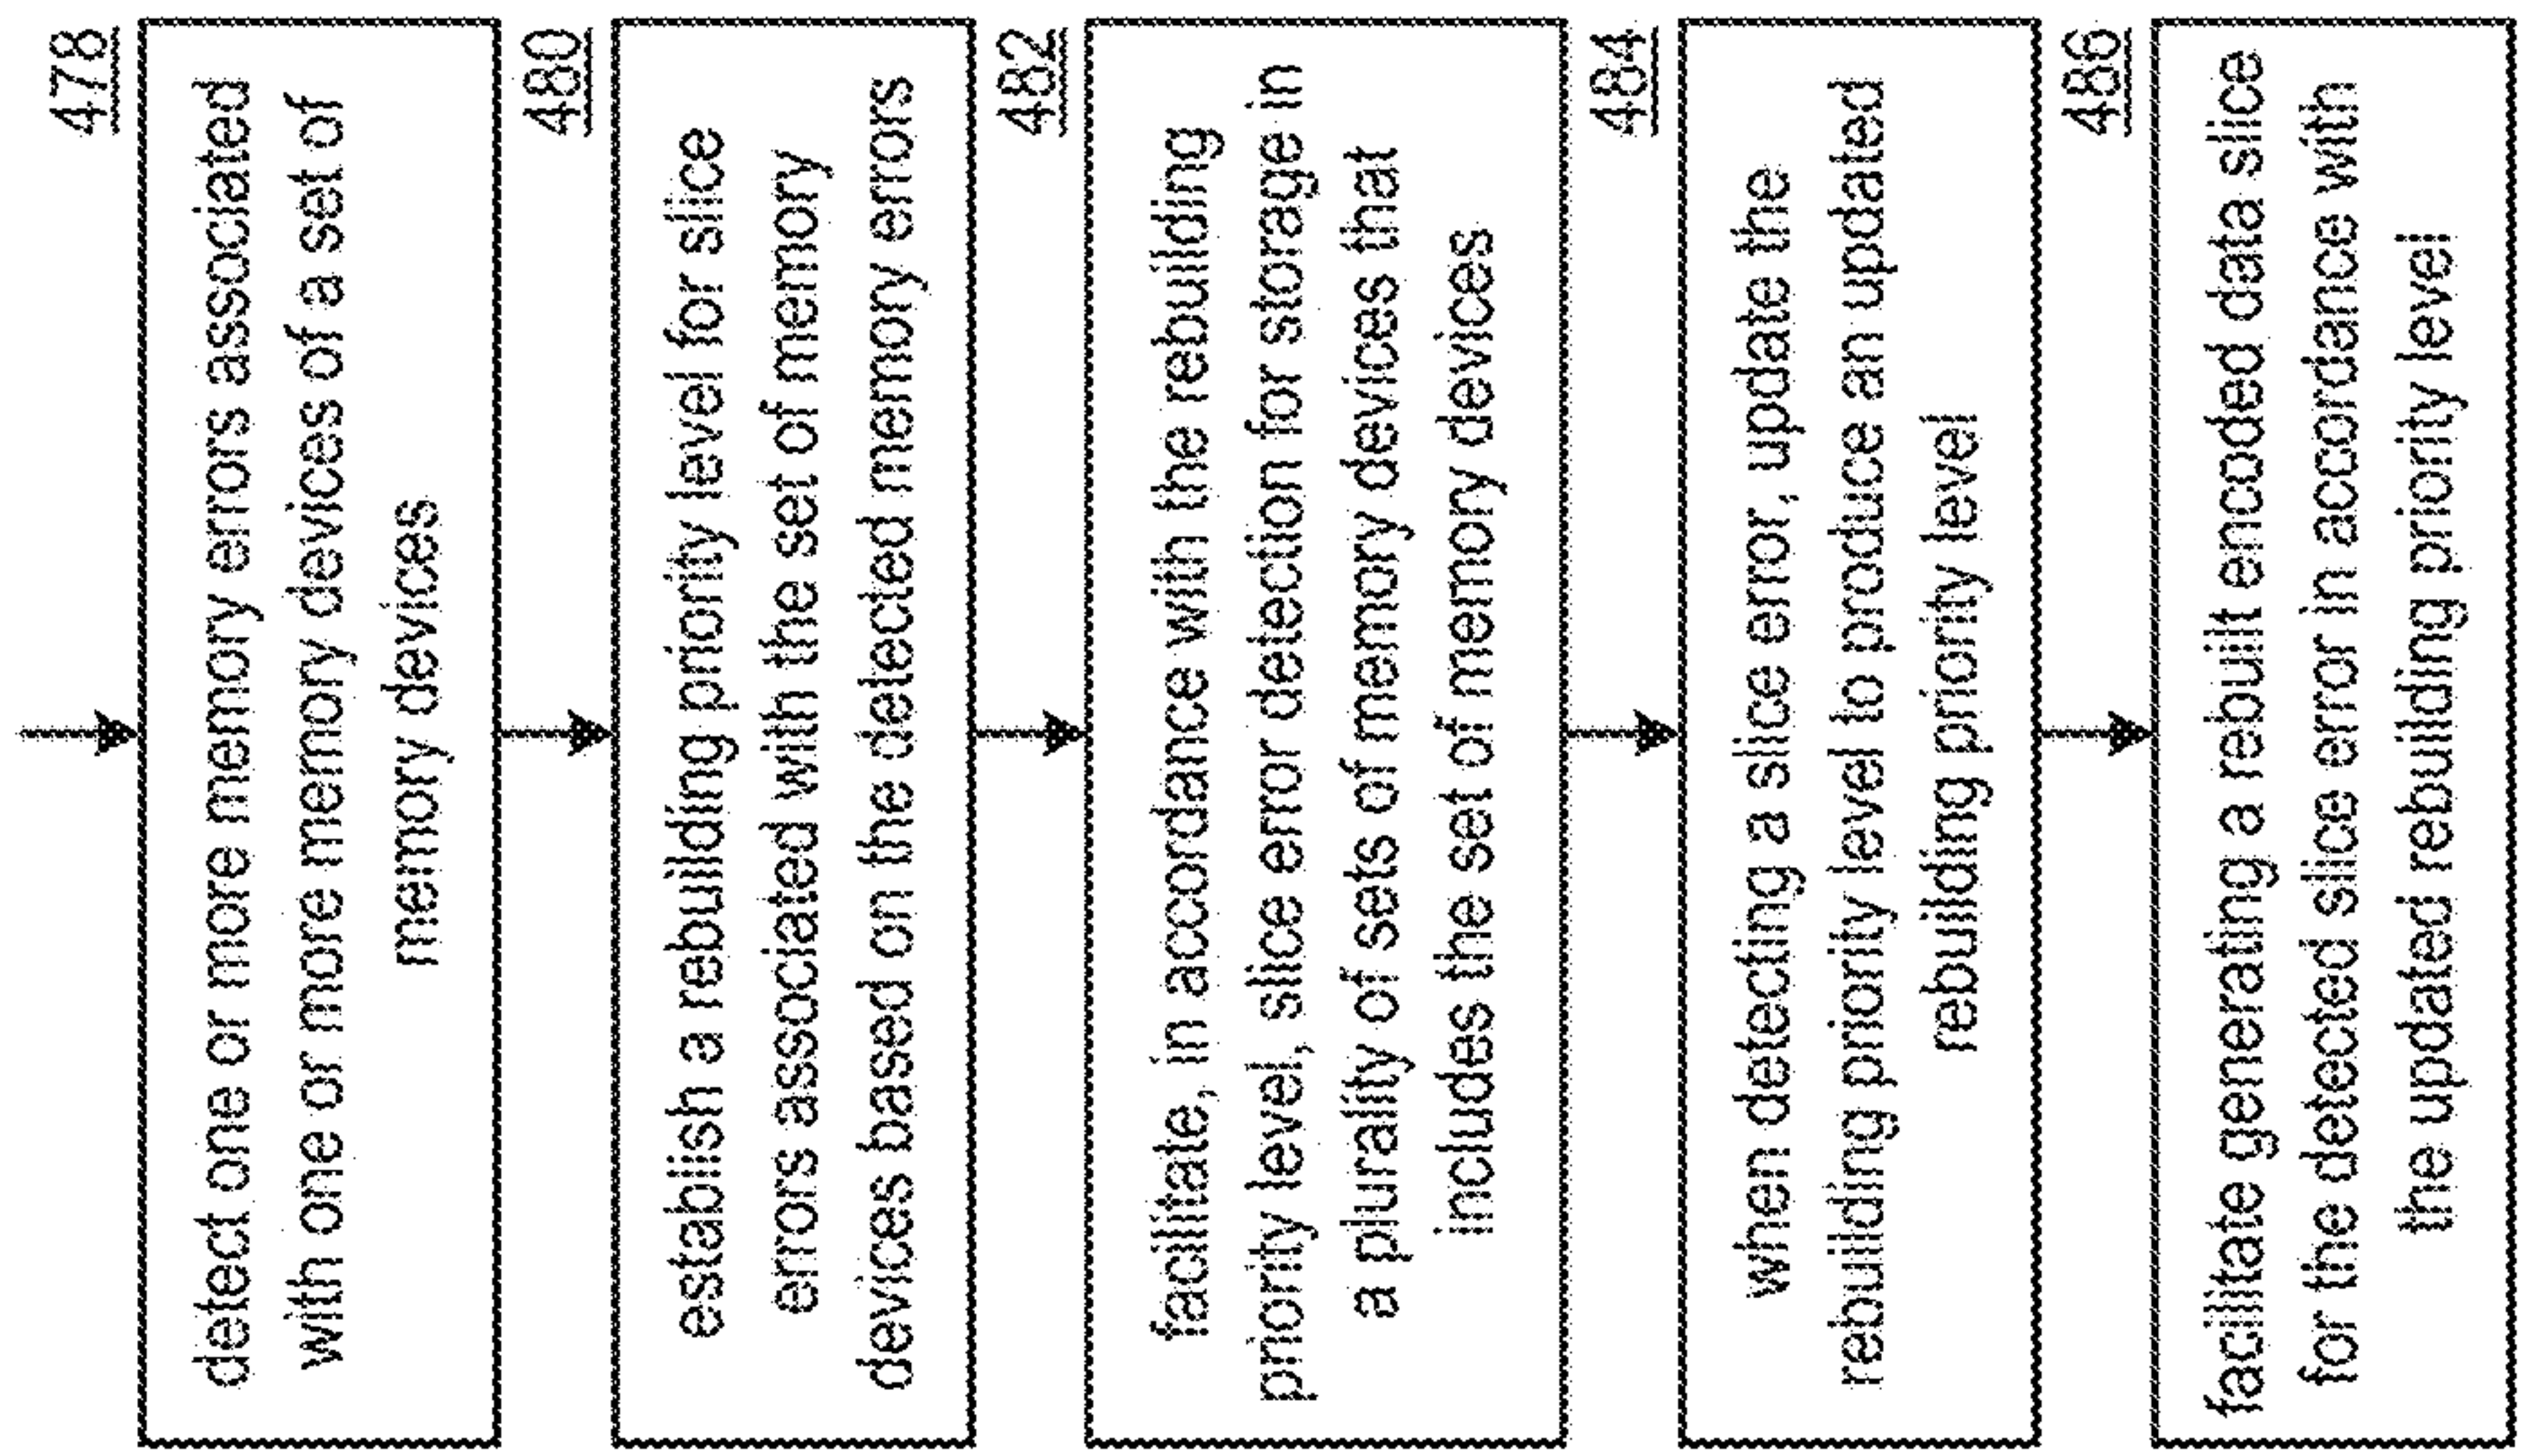 478
detect one or more memory errors associated
with one or more memory devices of a set of
memory devices
480
establish a rebuilding priority level for slice
errors associated with the set of memory
devices based on the detected memory errors
482
facilitate, in accordance with the rebuilding
priority level, slice error detection for storage in
a plurality of sets of memory devices that
includes the set of memory devices
484
when detecting a slice error, update the
rebuilding priority level to produce an updated
rebuilding priority level
486
facilitate generating a rebuilt encoded data slice
for the detected slice error in accordance with
the updated rebuilding priority level